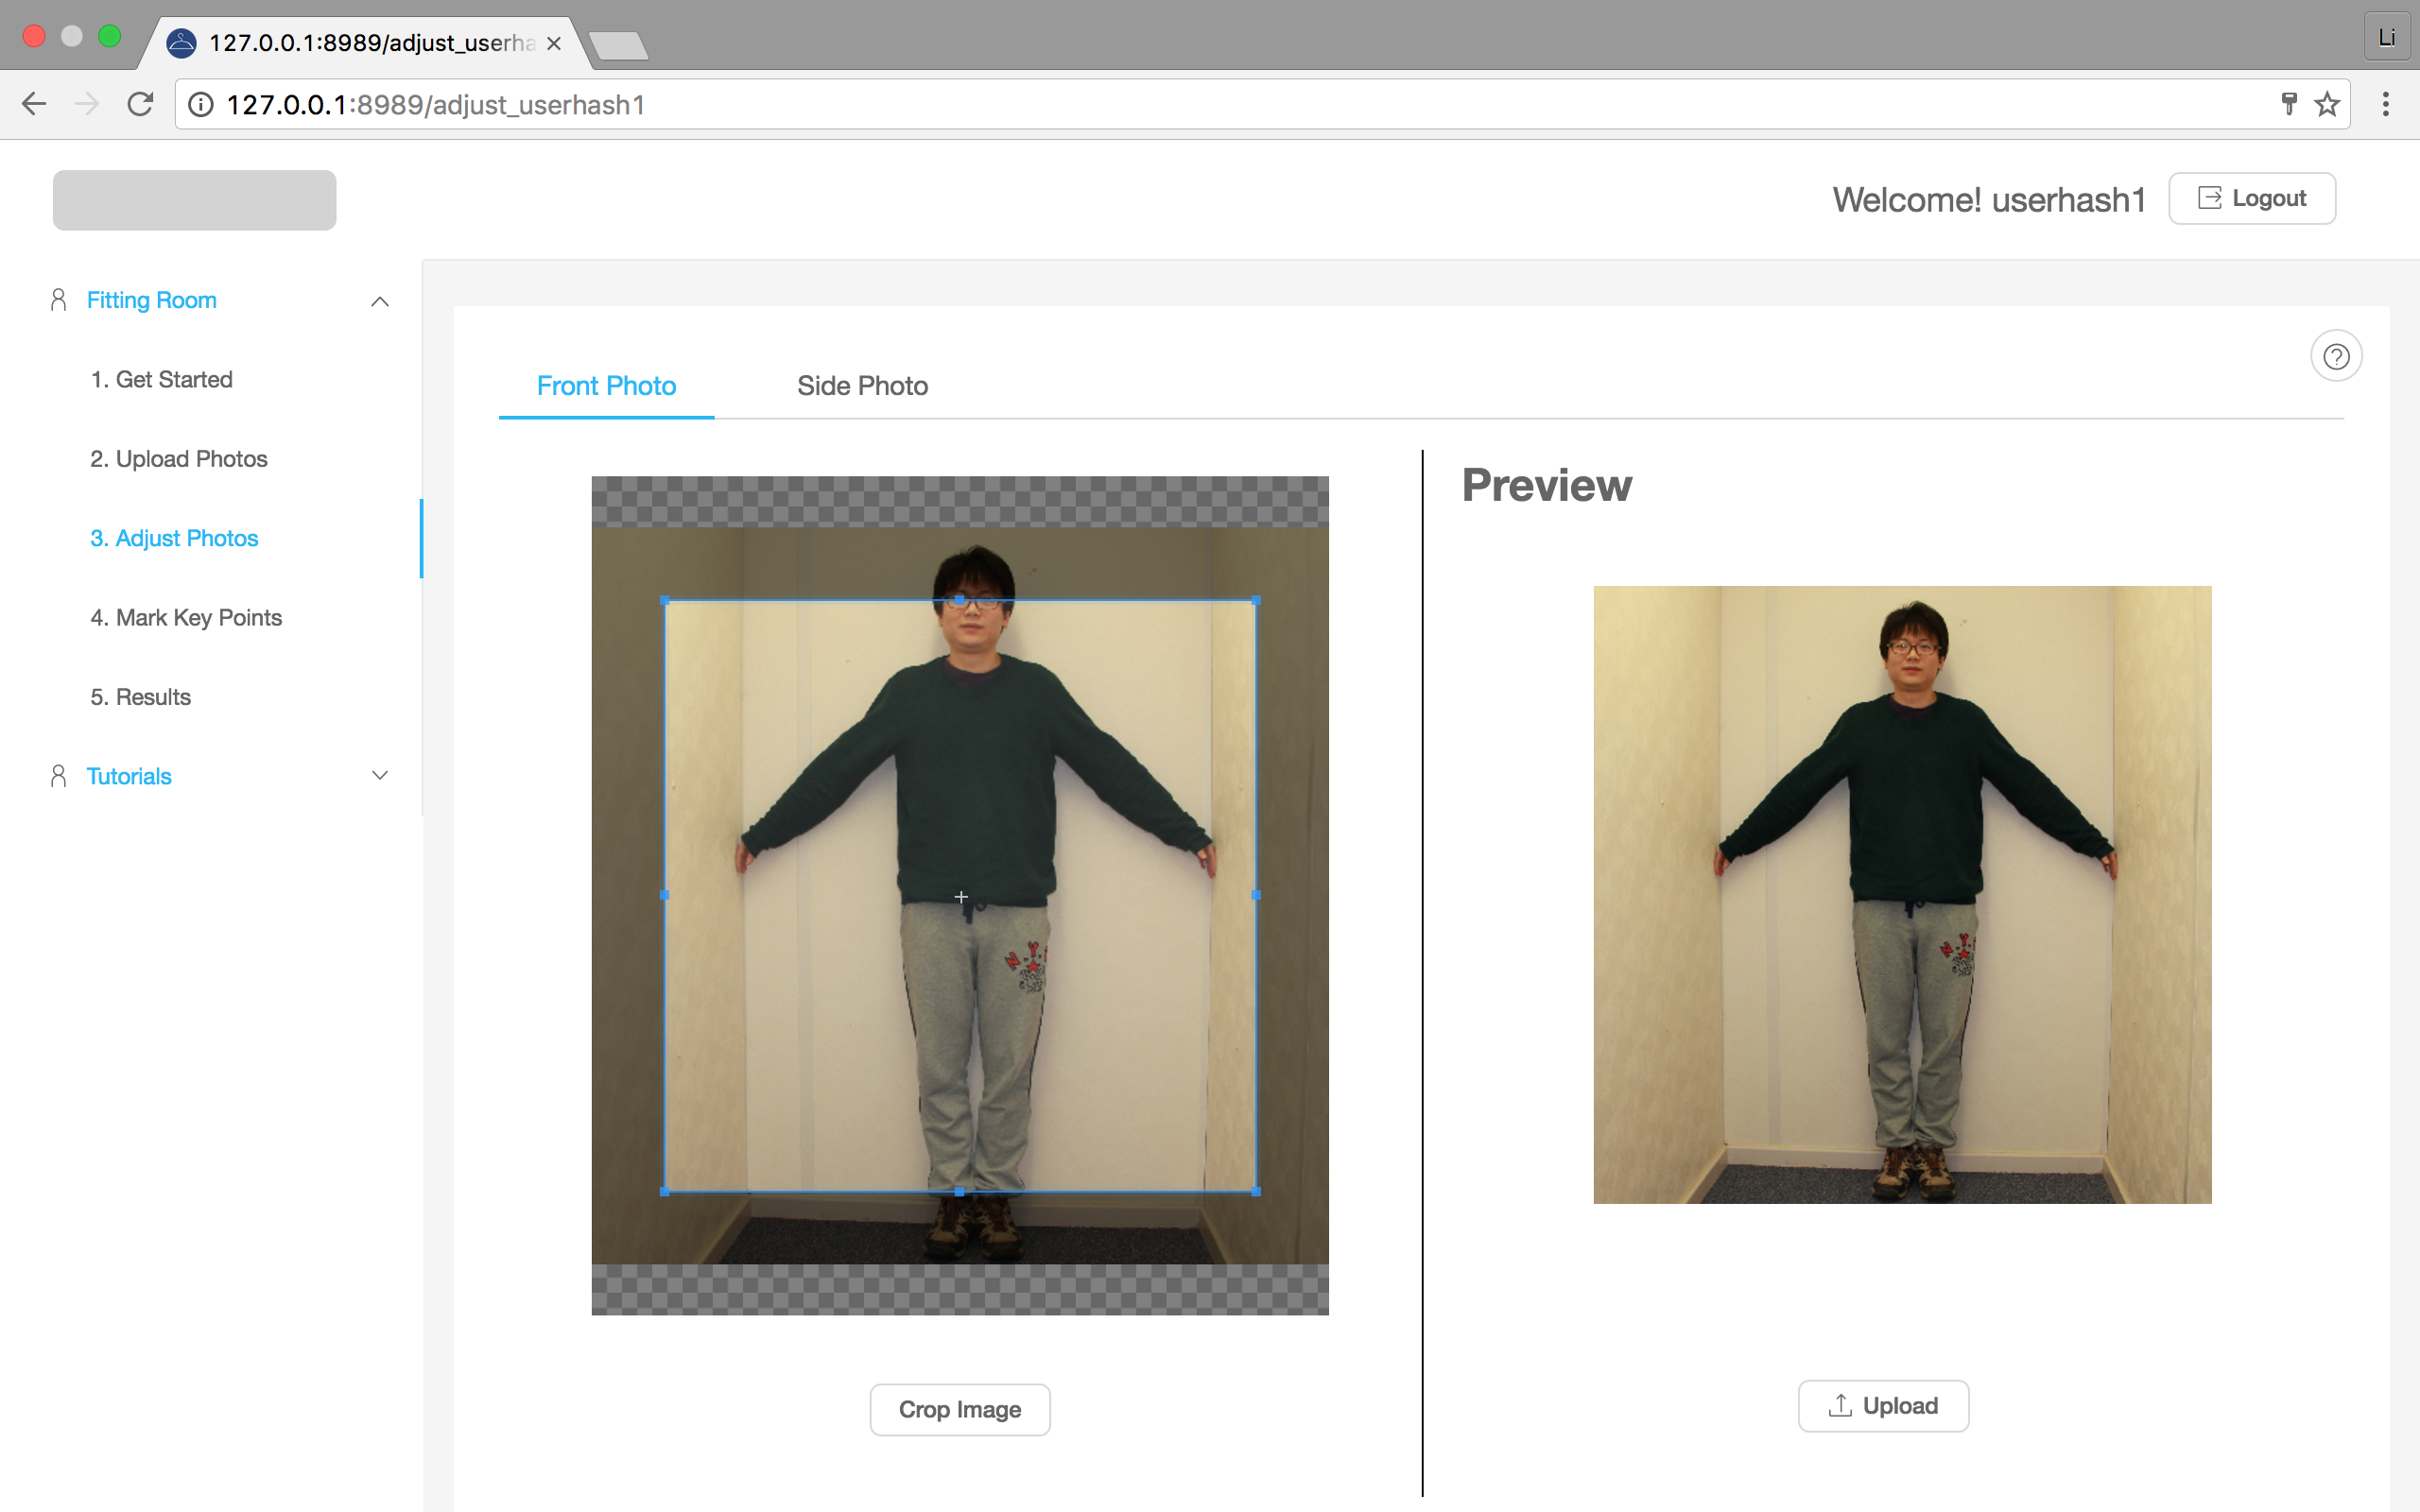 127.0.0.1:8989/adjust_userha
Li
127.0.0.1:8989/adjust_userhash1
Welcome! userhash1
Logout
Fitting Room
1. Get Started
2. Upload Photos
3. Adjust Photos
4. Mark Key Points
5. Results
Tutorials
Front Photo
Side Photo
Preview
N.Y
N.Y
Crop Image
Upload